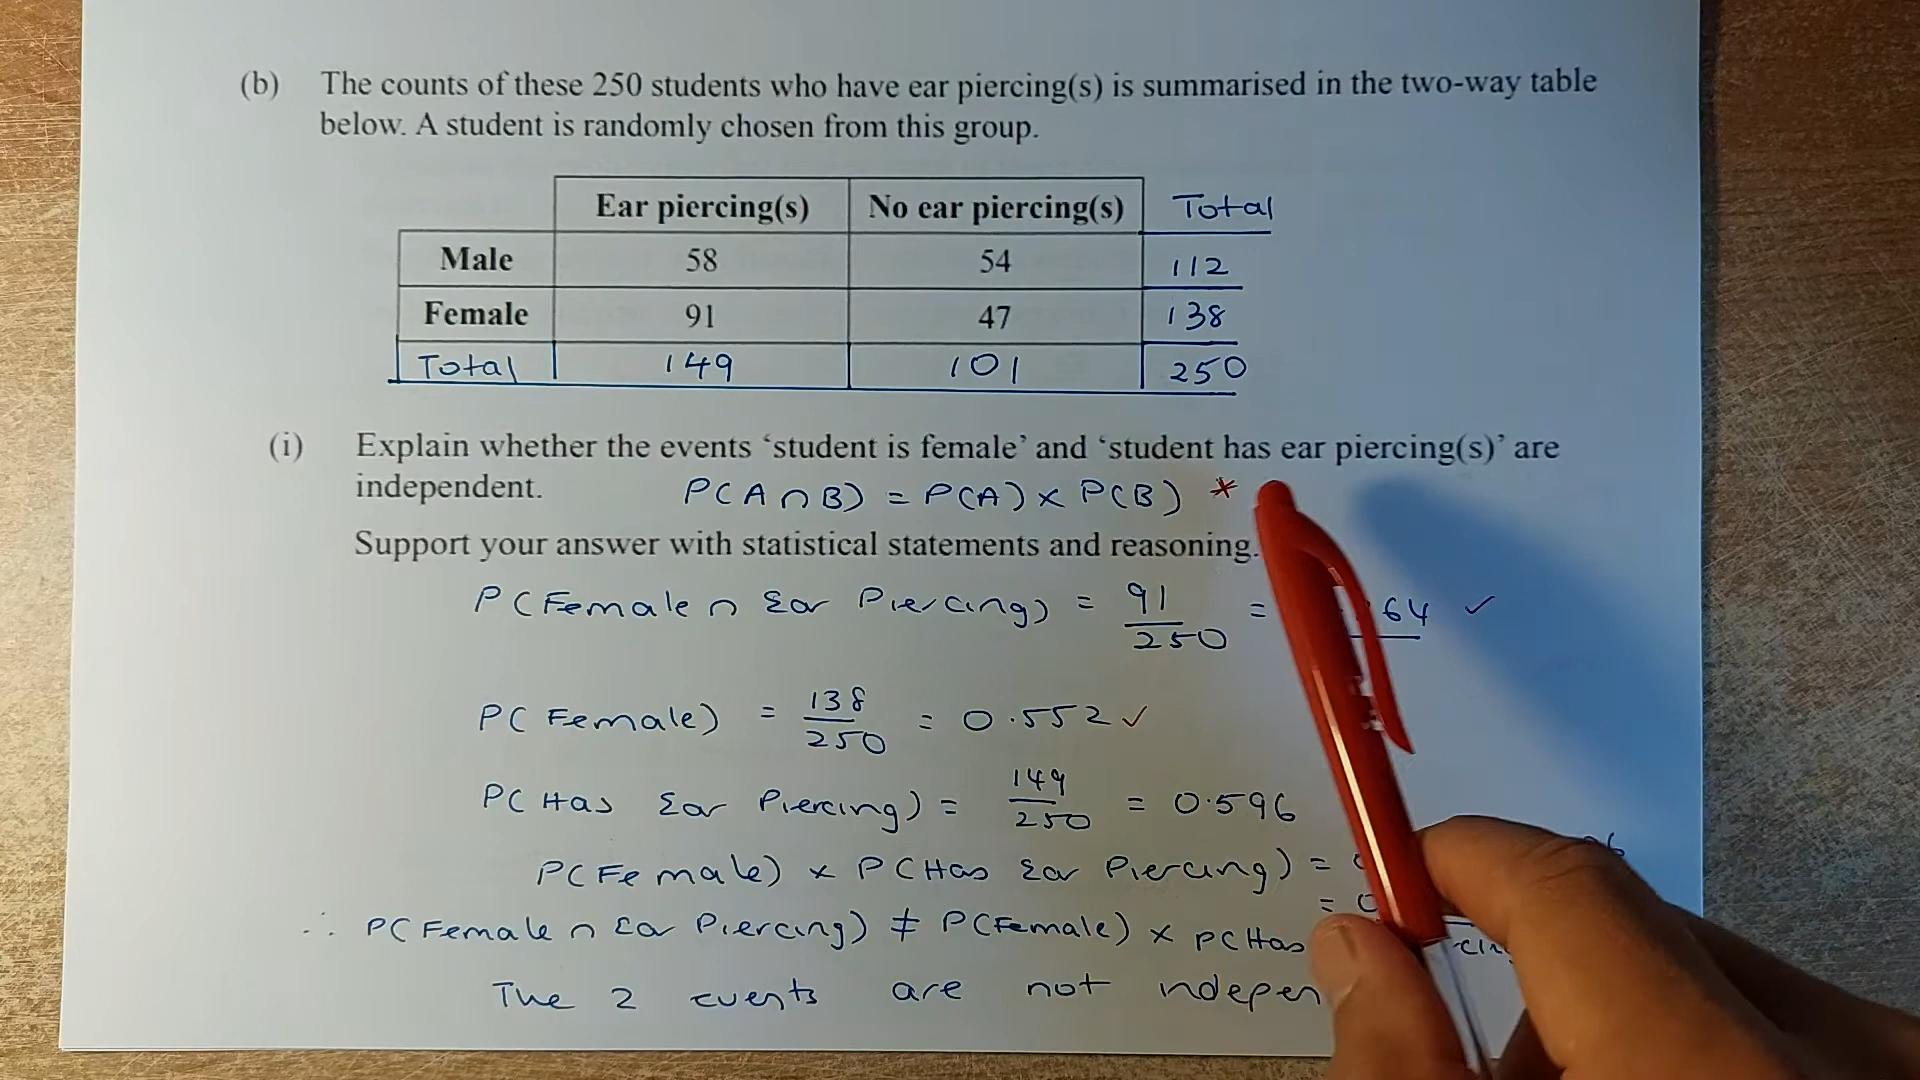 (b) The counts of these 250 students who have ear piercing(s) is summarised in the two-way table
below. A student is randomly chosen from this group.
Ear piercing(s) No ear piercing(s) Total
Male 58 54 112
Female 91 47 138
Total 149 101 250
(i) Explain whether the events ‘student is female’ and ‘student has ear piercing(s)’ are
independent. P(A ∩ B) = P(A) × P(B) *
Support your answer with statistical statements and reasoning.
P(Female ∩ Ear Piercing) = 91/250 = 64 ✓
P(Female) = 138/250 = 0.552 ✓
P(Has Ear Piercing) = 149/250 = 0.596
P(Female) × P(Has Ear Piercing) =
=
∴ P(Female ∩ Ear Piercing) ≠ P(Female) × P(Has
The 2 events are not indepen